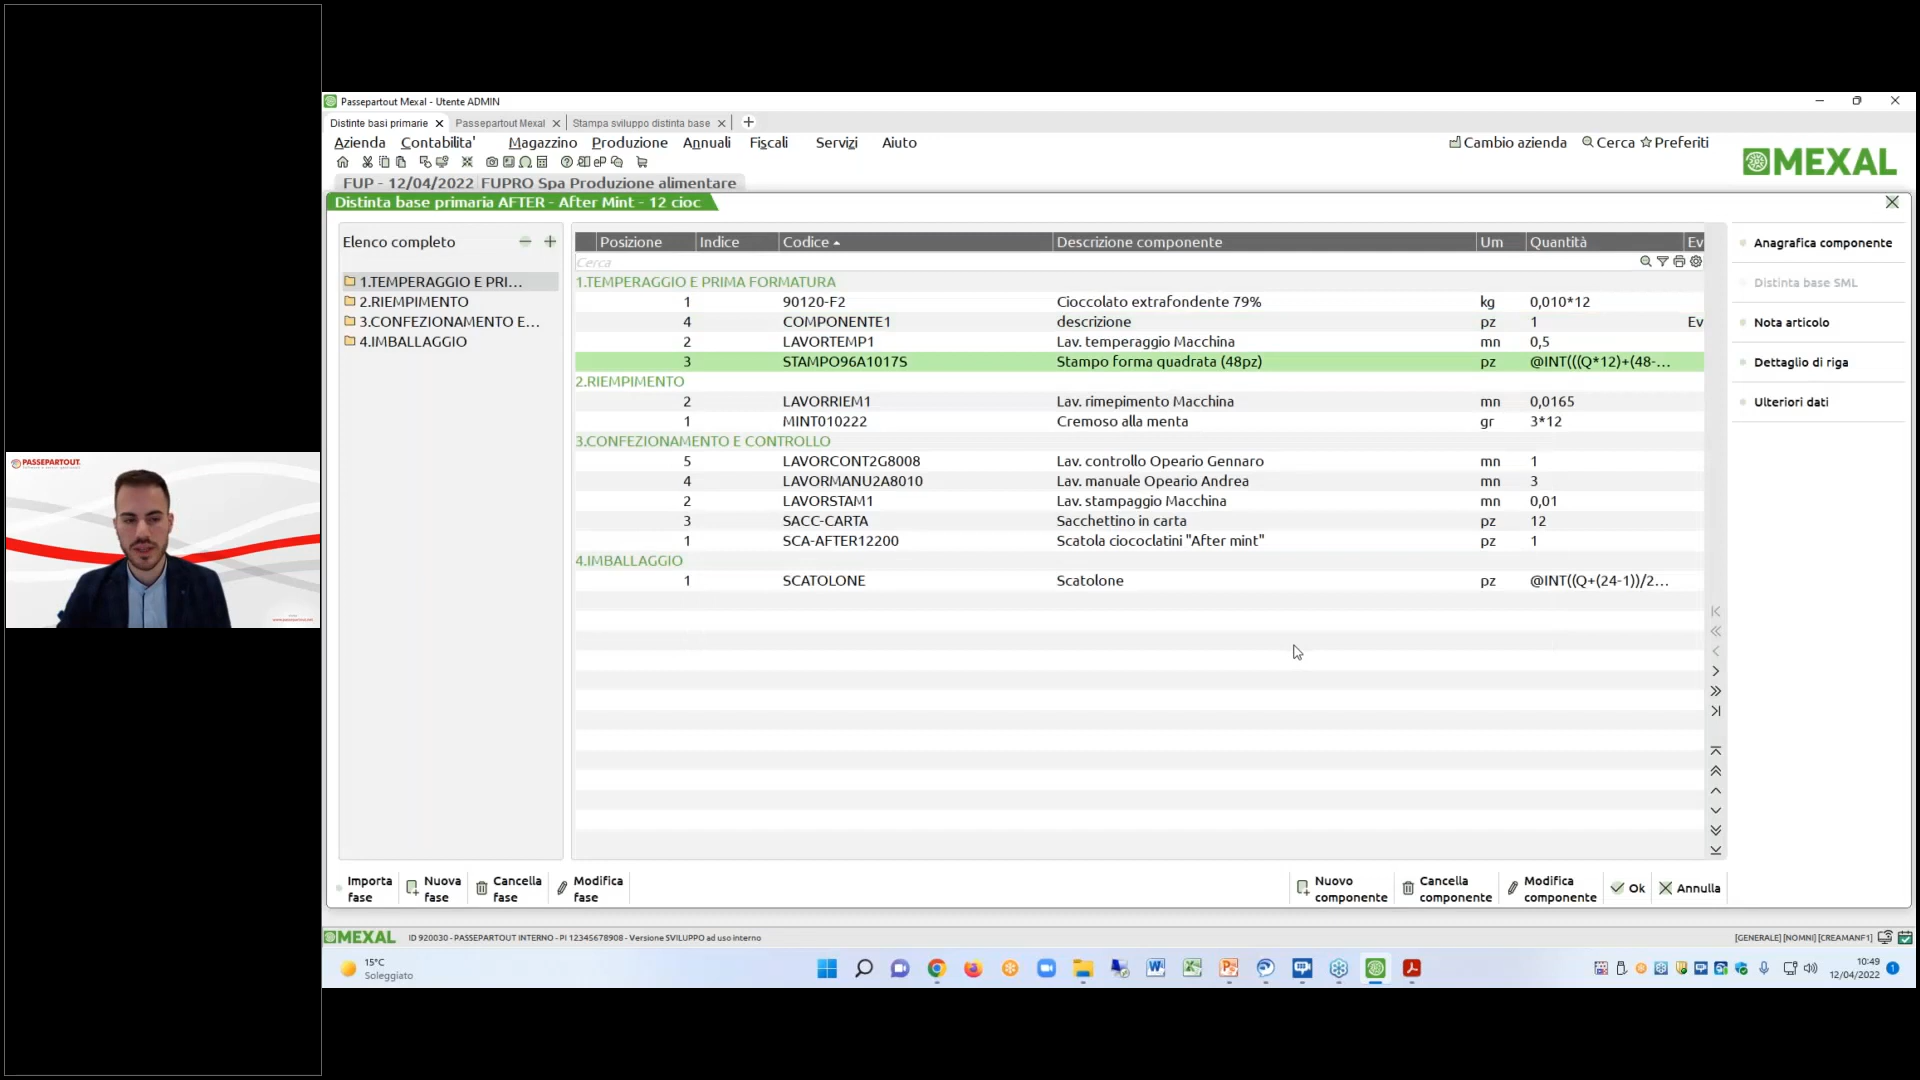 PASSEPARTOUT
Passepartout Mexal - Utente ADMIN
Distinte basi primarie Passepartout Mexal Stampa sviluppo distinta base
Azienda Contabilita' Magazzino Produzione Annuali Fiscali Servizi Aiuto
Cambio azienda Cerca Preferiti
MEXAL
FUP - 12/04/2022 FUPRO Spa Produzione alimentare
Distinta base primaria AFTER - After Mint - 12 cioc
Elenco completo
1.TEMPERAGGIO E PRI...
2.RIEMPIMENTO
3.CONFEZIONAMENTO E...
4.IMBALLAGGIO
Posizione Indice Codice Descrizione componente Um Quantità Ev
Cerca
1.TEMPERAGGIO E PRIMA FORMATURA
1 90120-F2 Cioccolato extrafondente 79% kg 0,010*12
4 COMPONENTE1 descrizione pz 1 Ev
2 LAVORTEMP1 Lav. temperaggio Macchina mn 0,5
3 STAMPO96A1017S Stampo forma quadrata (48pz) pz @INT(((Q*12)+(48-...
2.RIEMPIMENTO
2 LAVORRIEM1 Lav. rimepimento Macchina mn 0,0165
1 MINT010222 Cremoso alla menta gr 3*12
3.CONFEZIONAMENTO E CONTROLLO
5 LAVORCONT2G8008 Lav. controllo Opeario Gennaro mn 1
4 LAVORMANU2A8010 Lav. manuale Opeario Andrea mn 3
2 LAVORSTAM1 Lav. stampaggio Macchina mn 0,01
3 SACC-CARTA Sacchettino in carta pz 12
1 SCA-AFTER12200 Scatola ciococlatini "After mint" pz 1
4.IMBALLAGGIO
1 SCATOLONE Scatolone pz @INT((Q+(24-1))/2...
Anagrafica componente
Distinta base SML
Nota articolo
Dettaglio di riga
Ulteriori dati
Importa fase
Nuova fase
Cancella fase
Modifica fase
Nuovo componente
Cancella componente
Modifica componente
Ok
Annulla
MEXAL ID 920030 - PASSEPARTOUT INTERNO - PI 12345678908 - Versione SVILUPPO ad uso interno
[GENERALE] [NOMNI] [CREAMANF1]
15°C
Soleggiato
10:49
12/04/2022
1